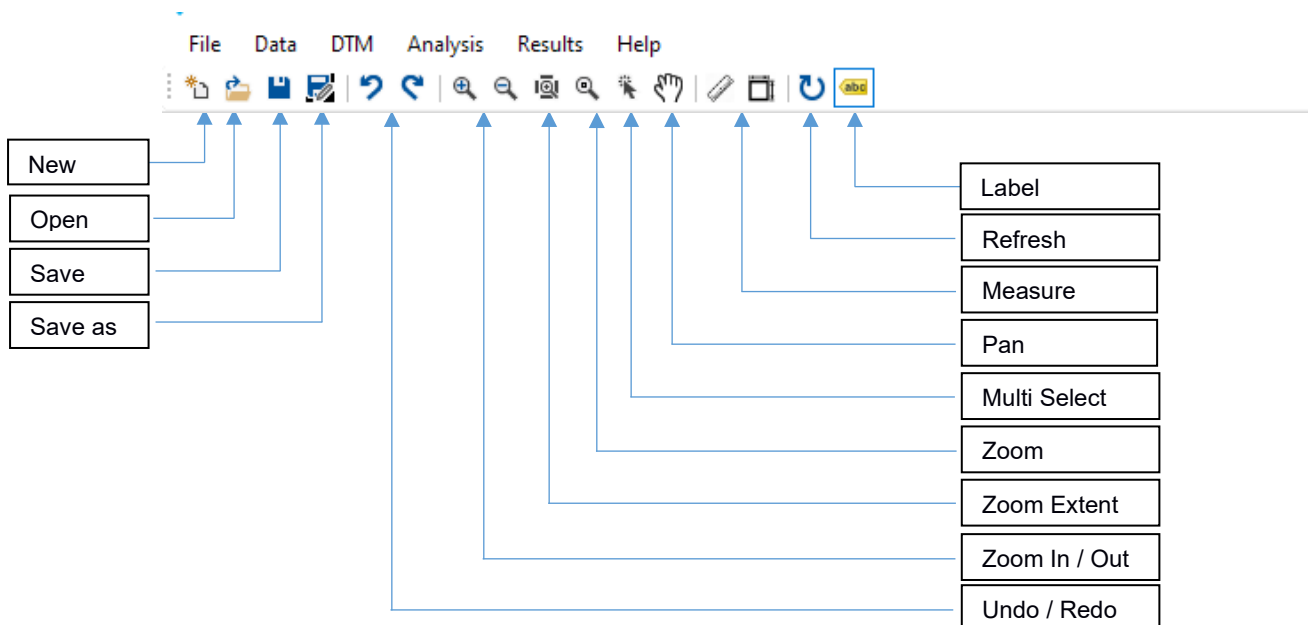 File Data DTM Analysis Results Help
abc
New
Open
Save
Save as
Label
Refresh
Measure
Pan
Multi Select
Zoom
Zoom Extent
Zoom In / Out
Undo / Redo